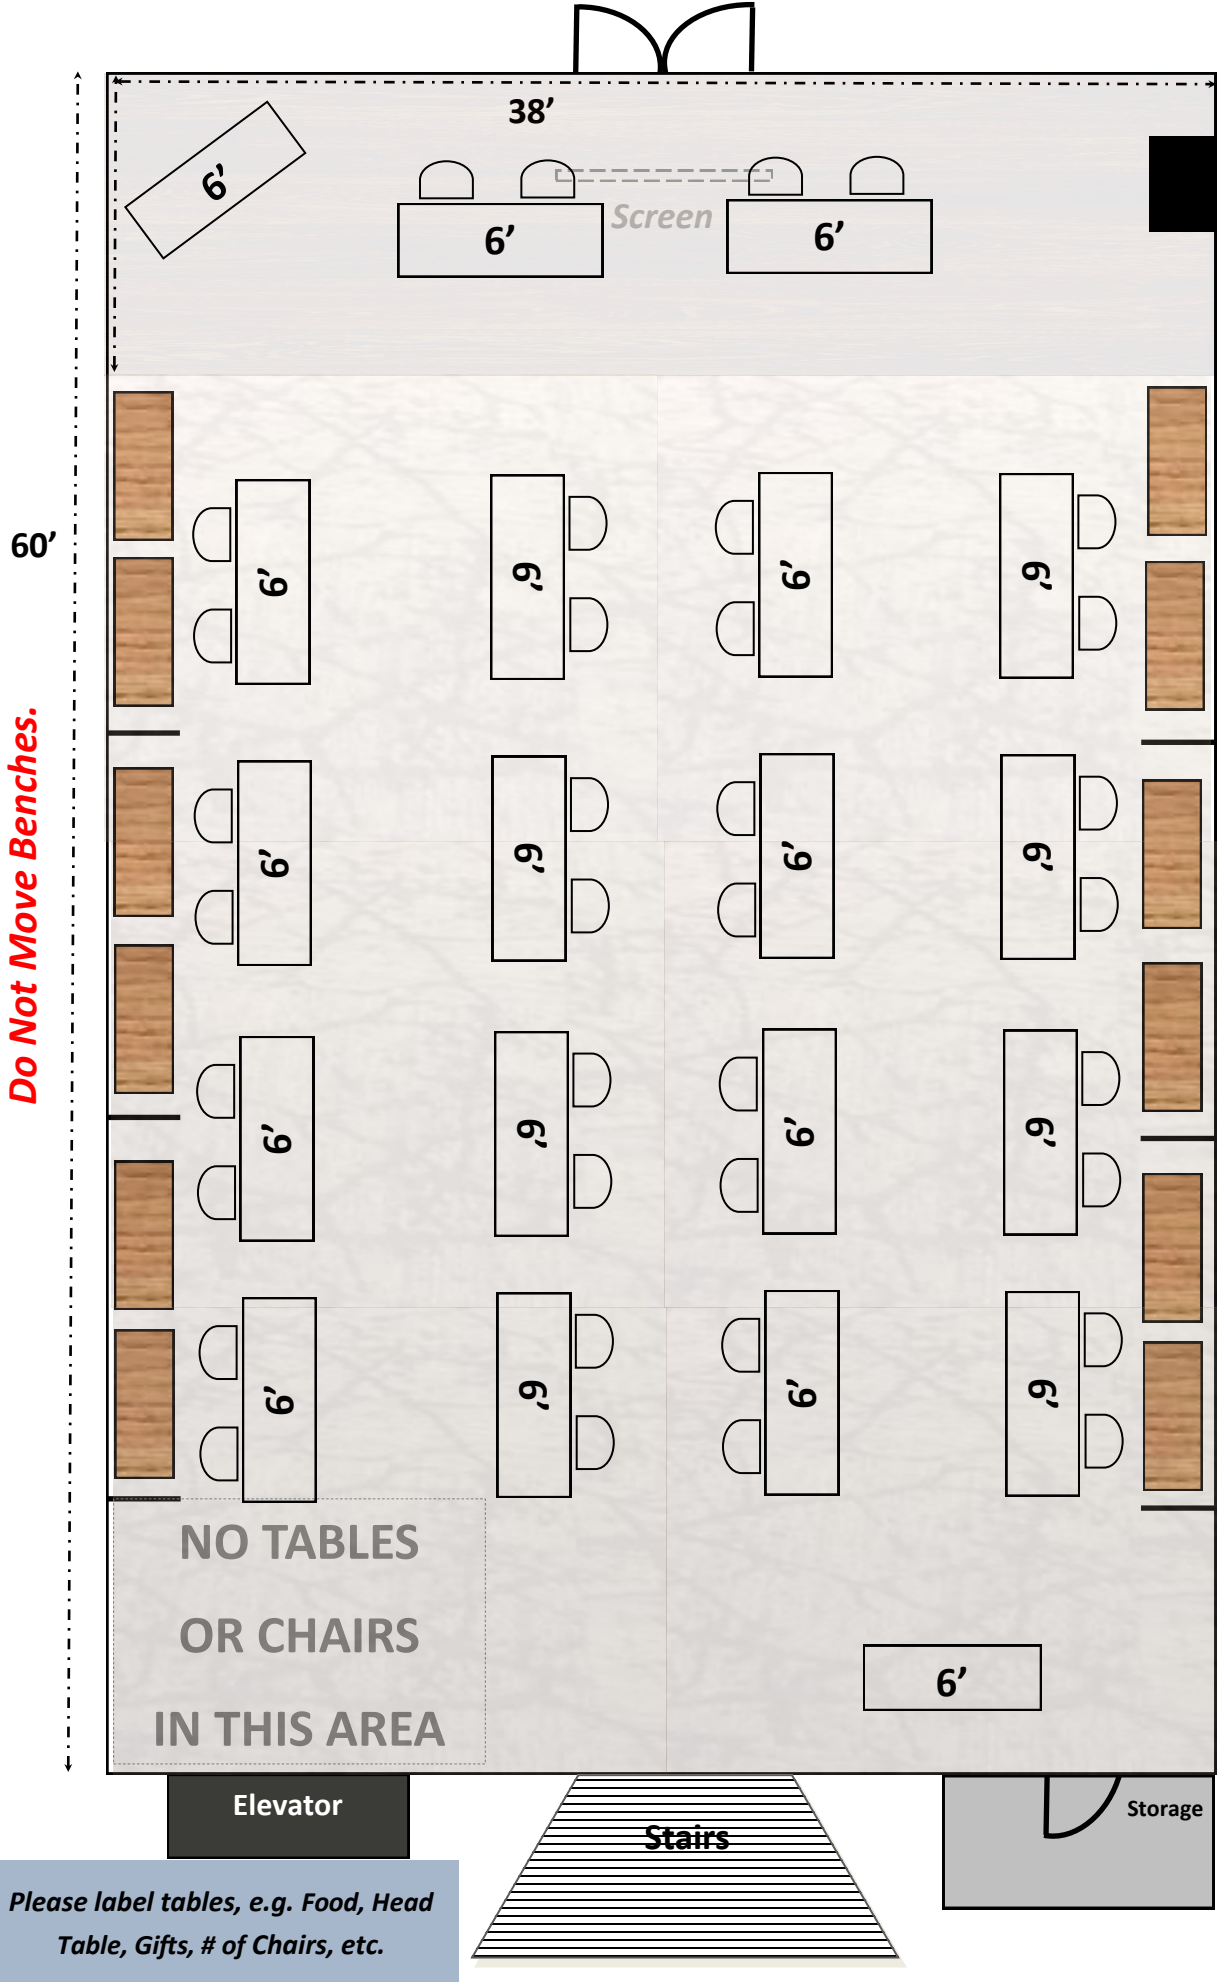 38’
6’
Screen
6’
6’
60’
6’
6’
6’
6’
Do Not Move Benches.
6’
6’
6’
6’
6’
6’
6’
6’
6’
6’
6’
6’
NO TABLES
OR CHAIRS
IN THIS AREA
6’
Elevator
Stairs
Storage
Please label tables, e.g. Food, Head
Table, Gifts, # of Chairs, etc.